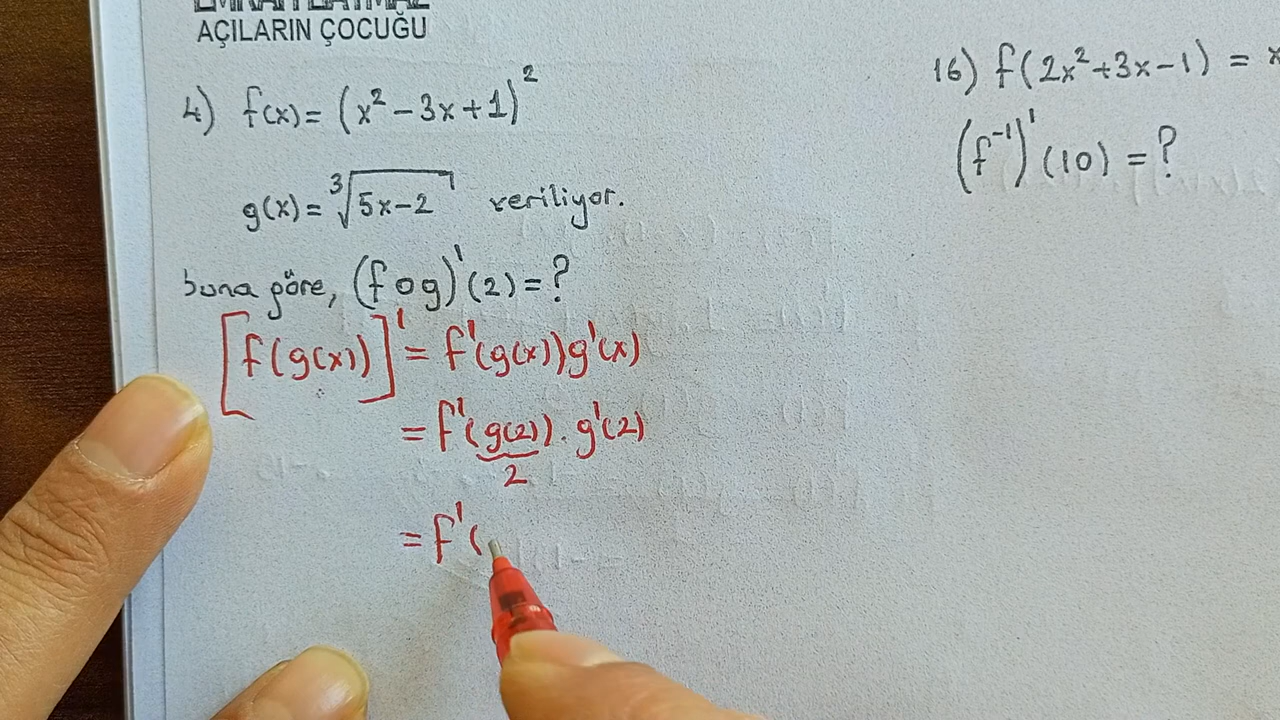 AÇILARIN ÇOCUĞU
4) f(x) = (x² - 3x + 1)²
g(x) = ∛(5x-2) veriliyor.
buna göre, (fog)'(2) = ?
[f(g(x))]' = f'(g(x))g'(x)
= f'(g(2)) . g'(2)
2
= f'(
16) f(2x²+3x-1) =
(f⁻¹)'(10) = ?